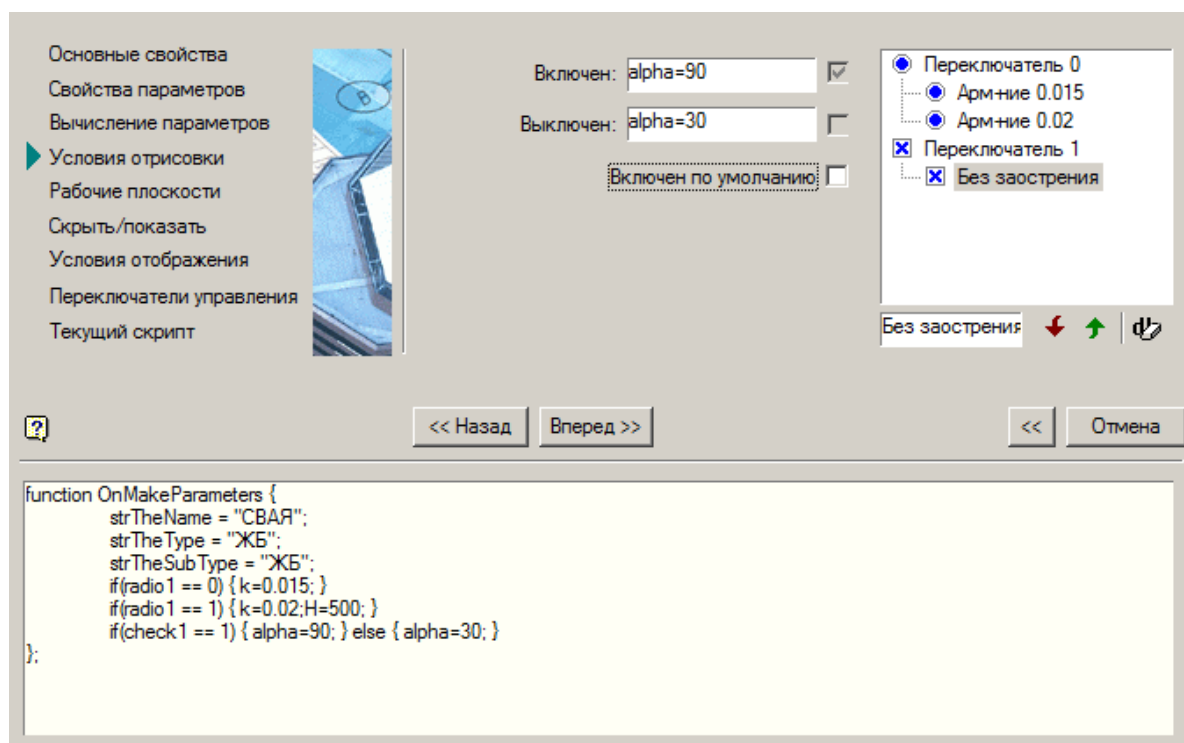 Основные свойства
Свойства параметров
Вычисление параметров
Условия отрисовки
Рабочие плоскости
Скрыть/показать
Условия отображения
Переключатели управления
Текущий скрипт
B
Включен: alpha=90
Выключен: alpha=30
Включен по умолчанию
Переключатель 0
Арм-ние 0.015
Арм-ние 0.02
Переключатель 1
Без заострения
Без заострения
<< Назад
Вперед >>
<<
Отмена
function OnMakeParameters {
strTheName = "СВАЯ";
strTheType = "ЖБ";
strTheSubType = "ЖБ";
if(radio1 == 0) { k=0.015; }
if(radio1 == 1) { k=0.02;H=500; }
if(check1 == 1) { alpha=90; } else { alpha=30; }
};